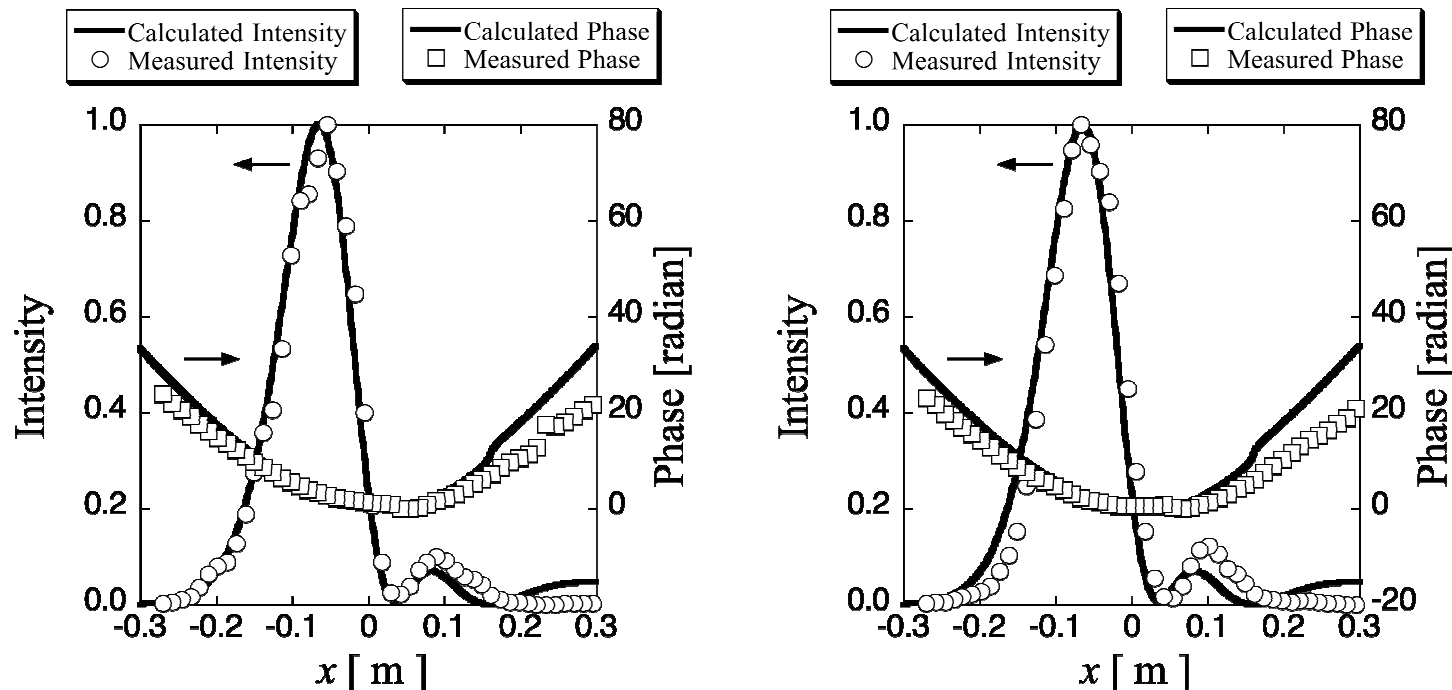 Calculated Intensity
Measured Intensity
Calculated Phase
Measured Phase
1.0
0.8
0.6
0.4
0.2
0.0
80
60
40
20
0
Intensity
Phase [radian]
-0.3 -0.2 -0.1 0 0.1 0.2 0.3
x [ m ]
Calculated Intensity
Measured Intensity
Calculated Phase
Measured Phase
1.0
0.8
0.6
0.4
0.2
0.0
80
60
40
20
0
-20
Intensity
Phase [radian]
-0.3 -0.2 -0.1 0 0.1 0.2 0.3
x [ m ]